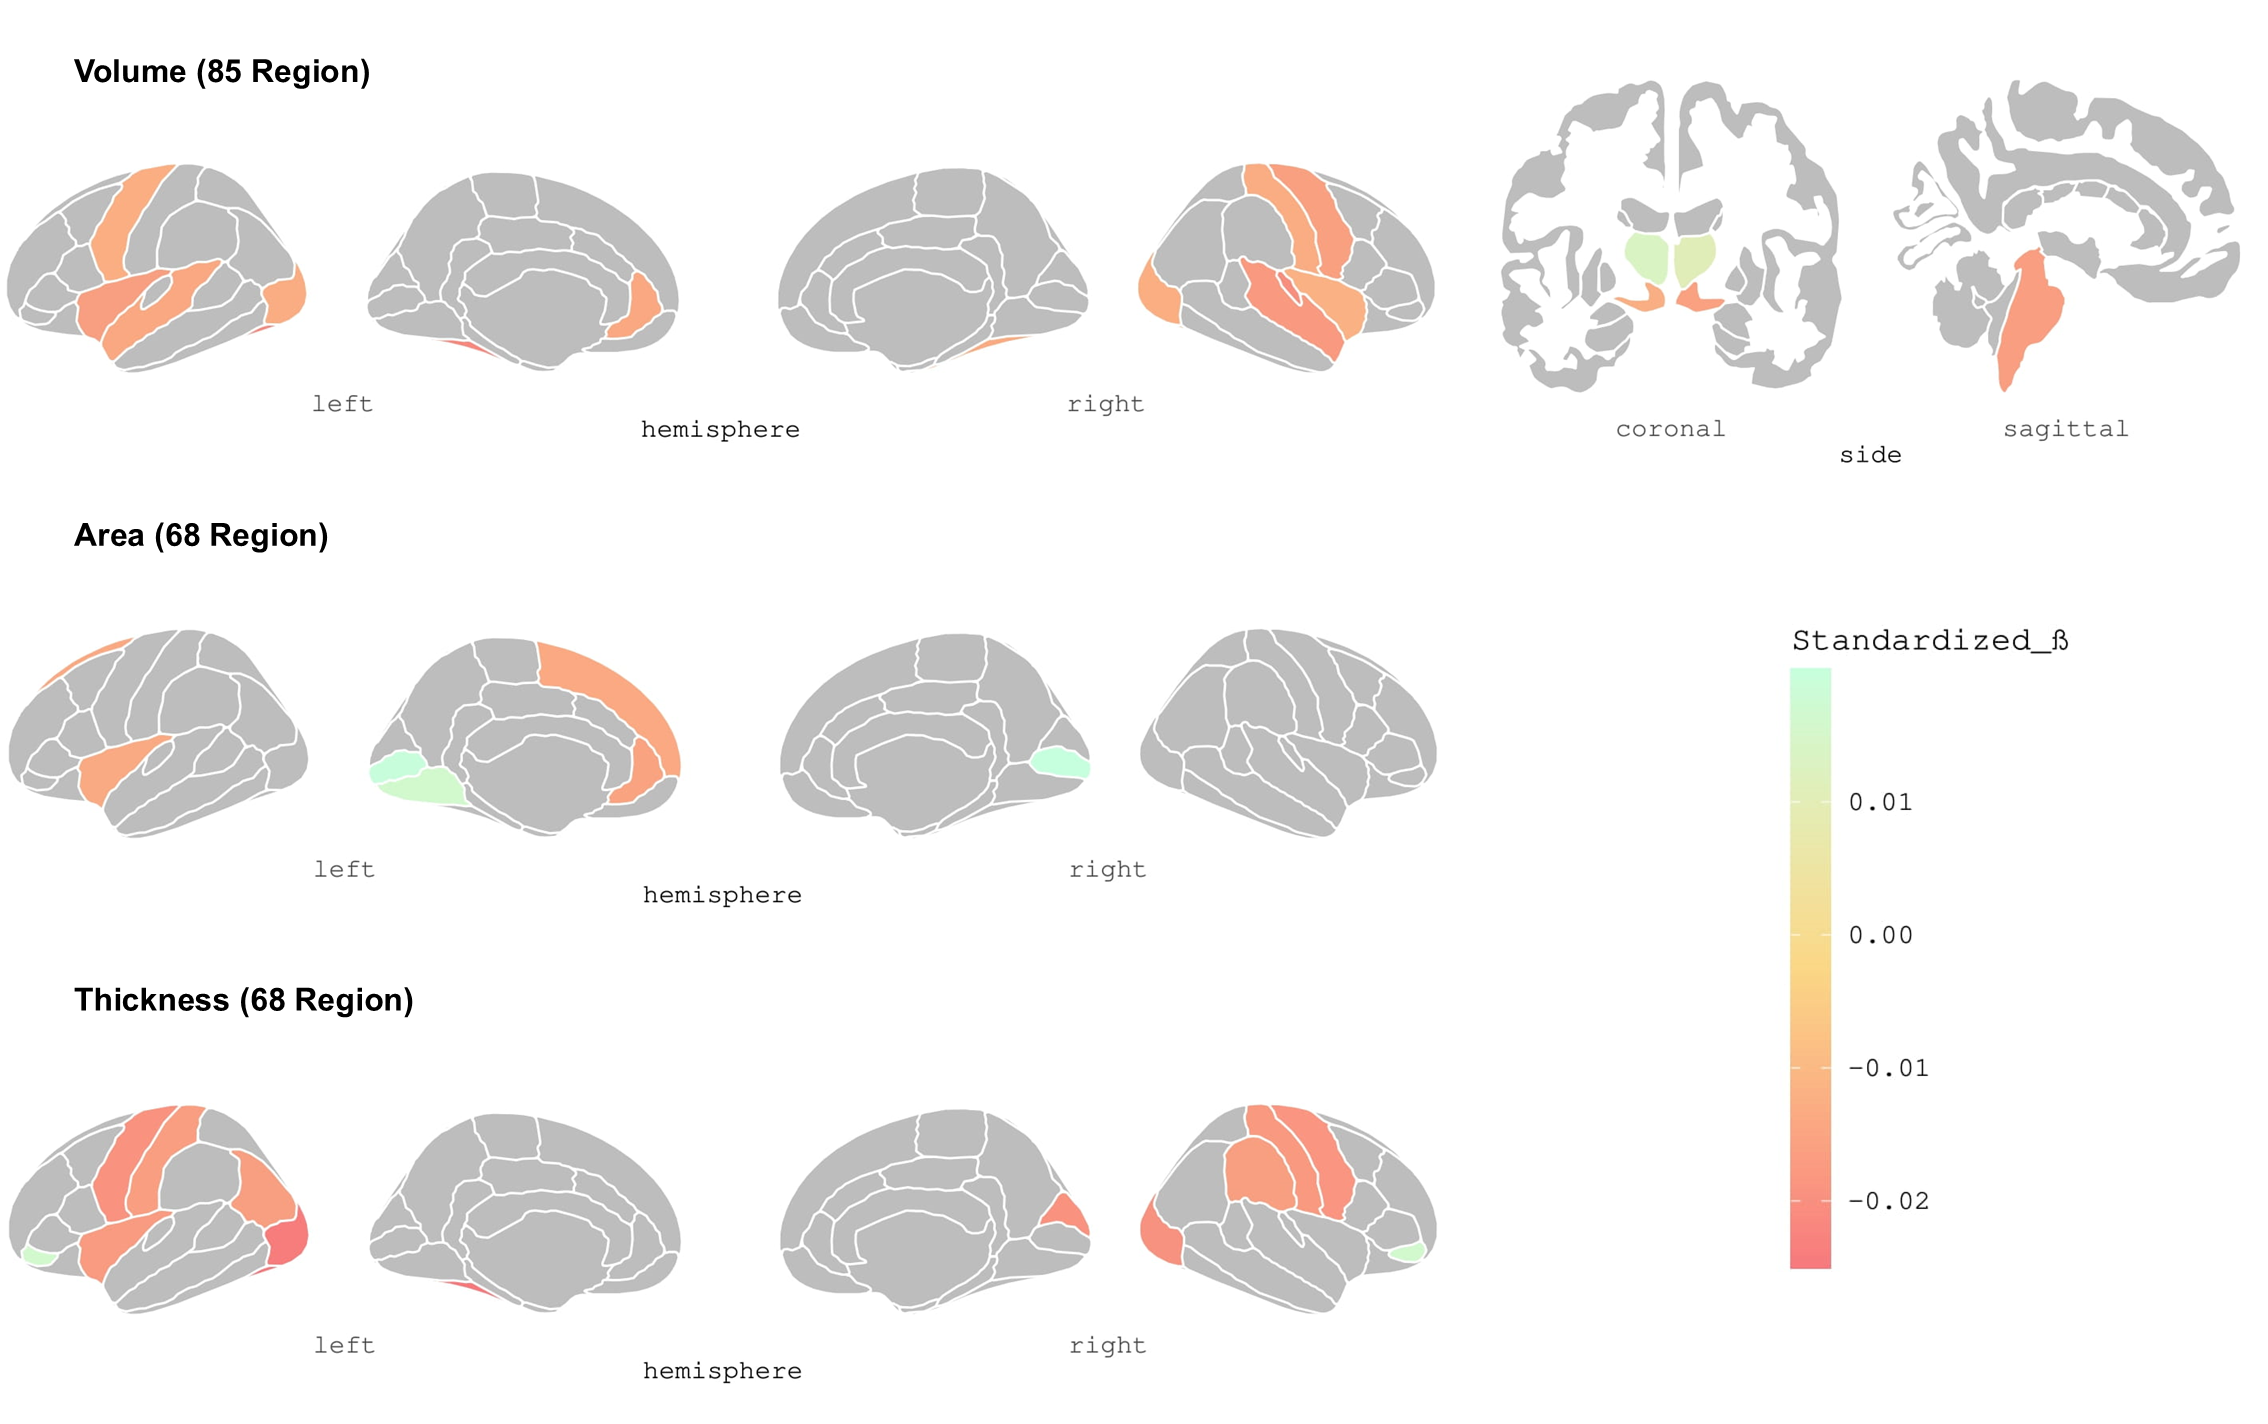 Volume (85 Region)
left
right
hemisphere
coronal
sagittal
side
Area (68 Region)
left
right
hemisphere
Standardized_ß
0.01
0.00
-0.01
-0.02
Thickness (68 Region)
left
right
hemisphere